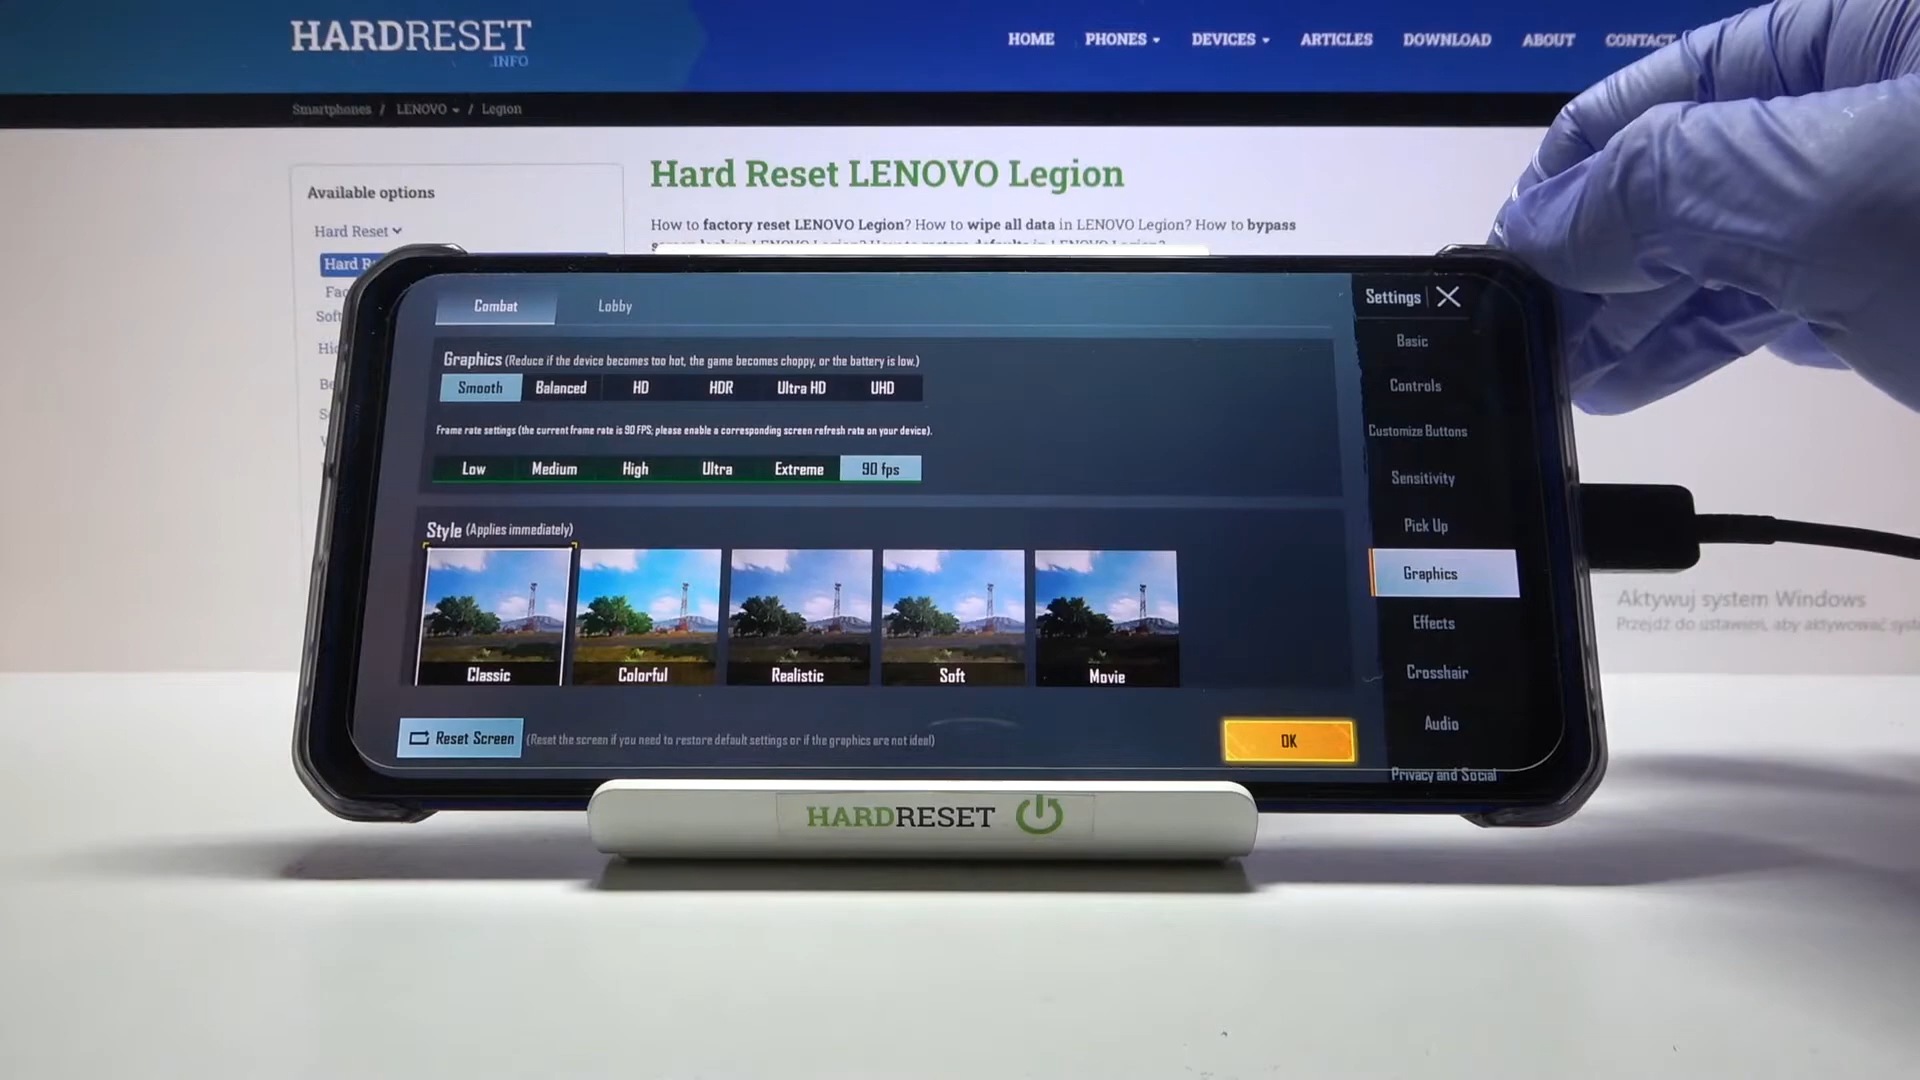 HARDRESET
.INFO
HOME PHONES DEVICES ARTICLES DOWNLOAD ABOUT CONTACT
Smartphones / LENOVO / Legion
Available options
Hard Reset
Hard R
Fac
Soft
Hard Reset LENOVO Legion
How to factory reset LENOVO Legion? How to wipe all data in LENOVO Legion? How to bypass
Combat Lobby
Graphics (Reduce if the device becomes too hot, the game becomes choppy, or the battery is low.)
Smooth Balanced HD HDR Ultra HD UHD
Frame rate settings (the current frame rate is 90 FPS; please enable a corresponding screen refresh rate on your device).
Low Medium High Ultra Extreme 90 fps
Style (Applies immediately)
Classic Colorful Realistic Soft Movie
Reset Screen (Reset the screen if you need to restore default settings or if the graphics are not ideal)
OK
Settings
Basic
Controls
Customize Buttons
Sensitivity
Pick Up
Graphics
Effects
Crosshair
Audio
Privacy and Social
Aktywuj system Windows
Przejdź do ustawień, aby aktywować syste
HARDRESET